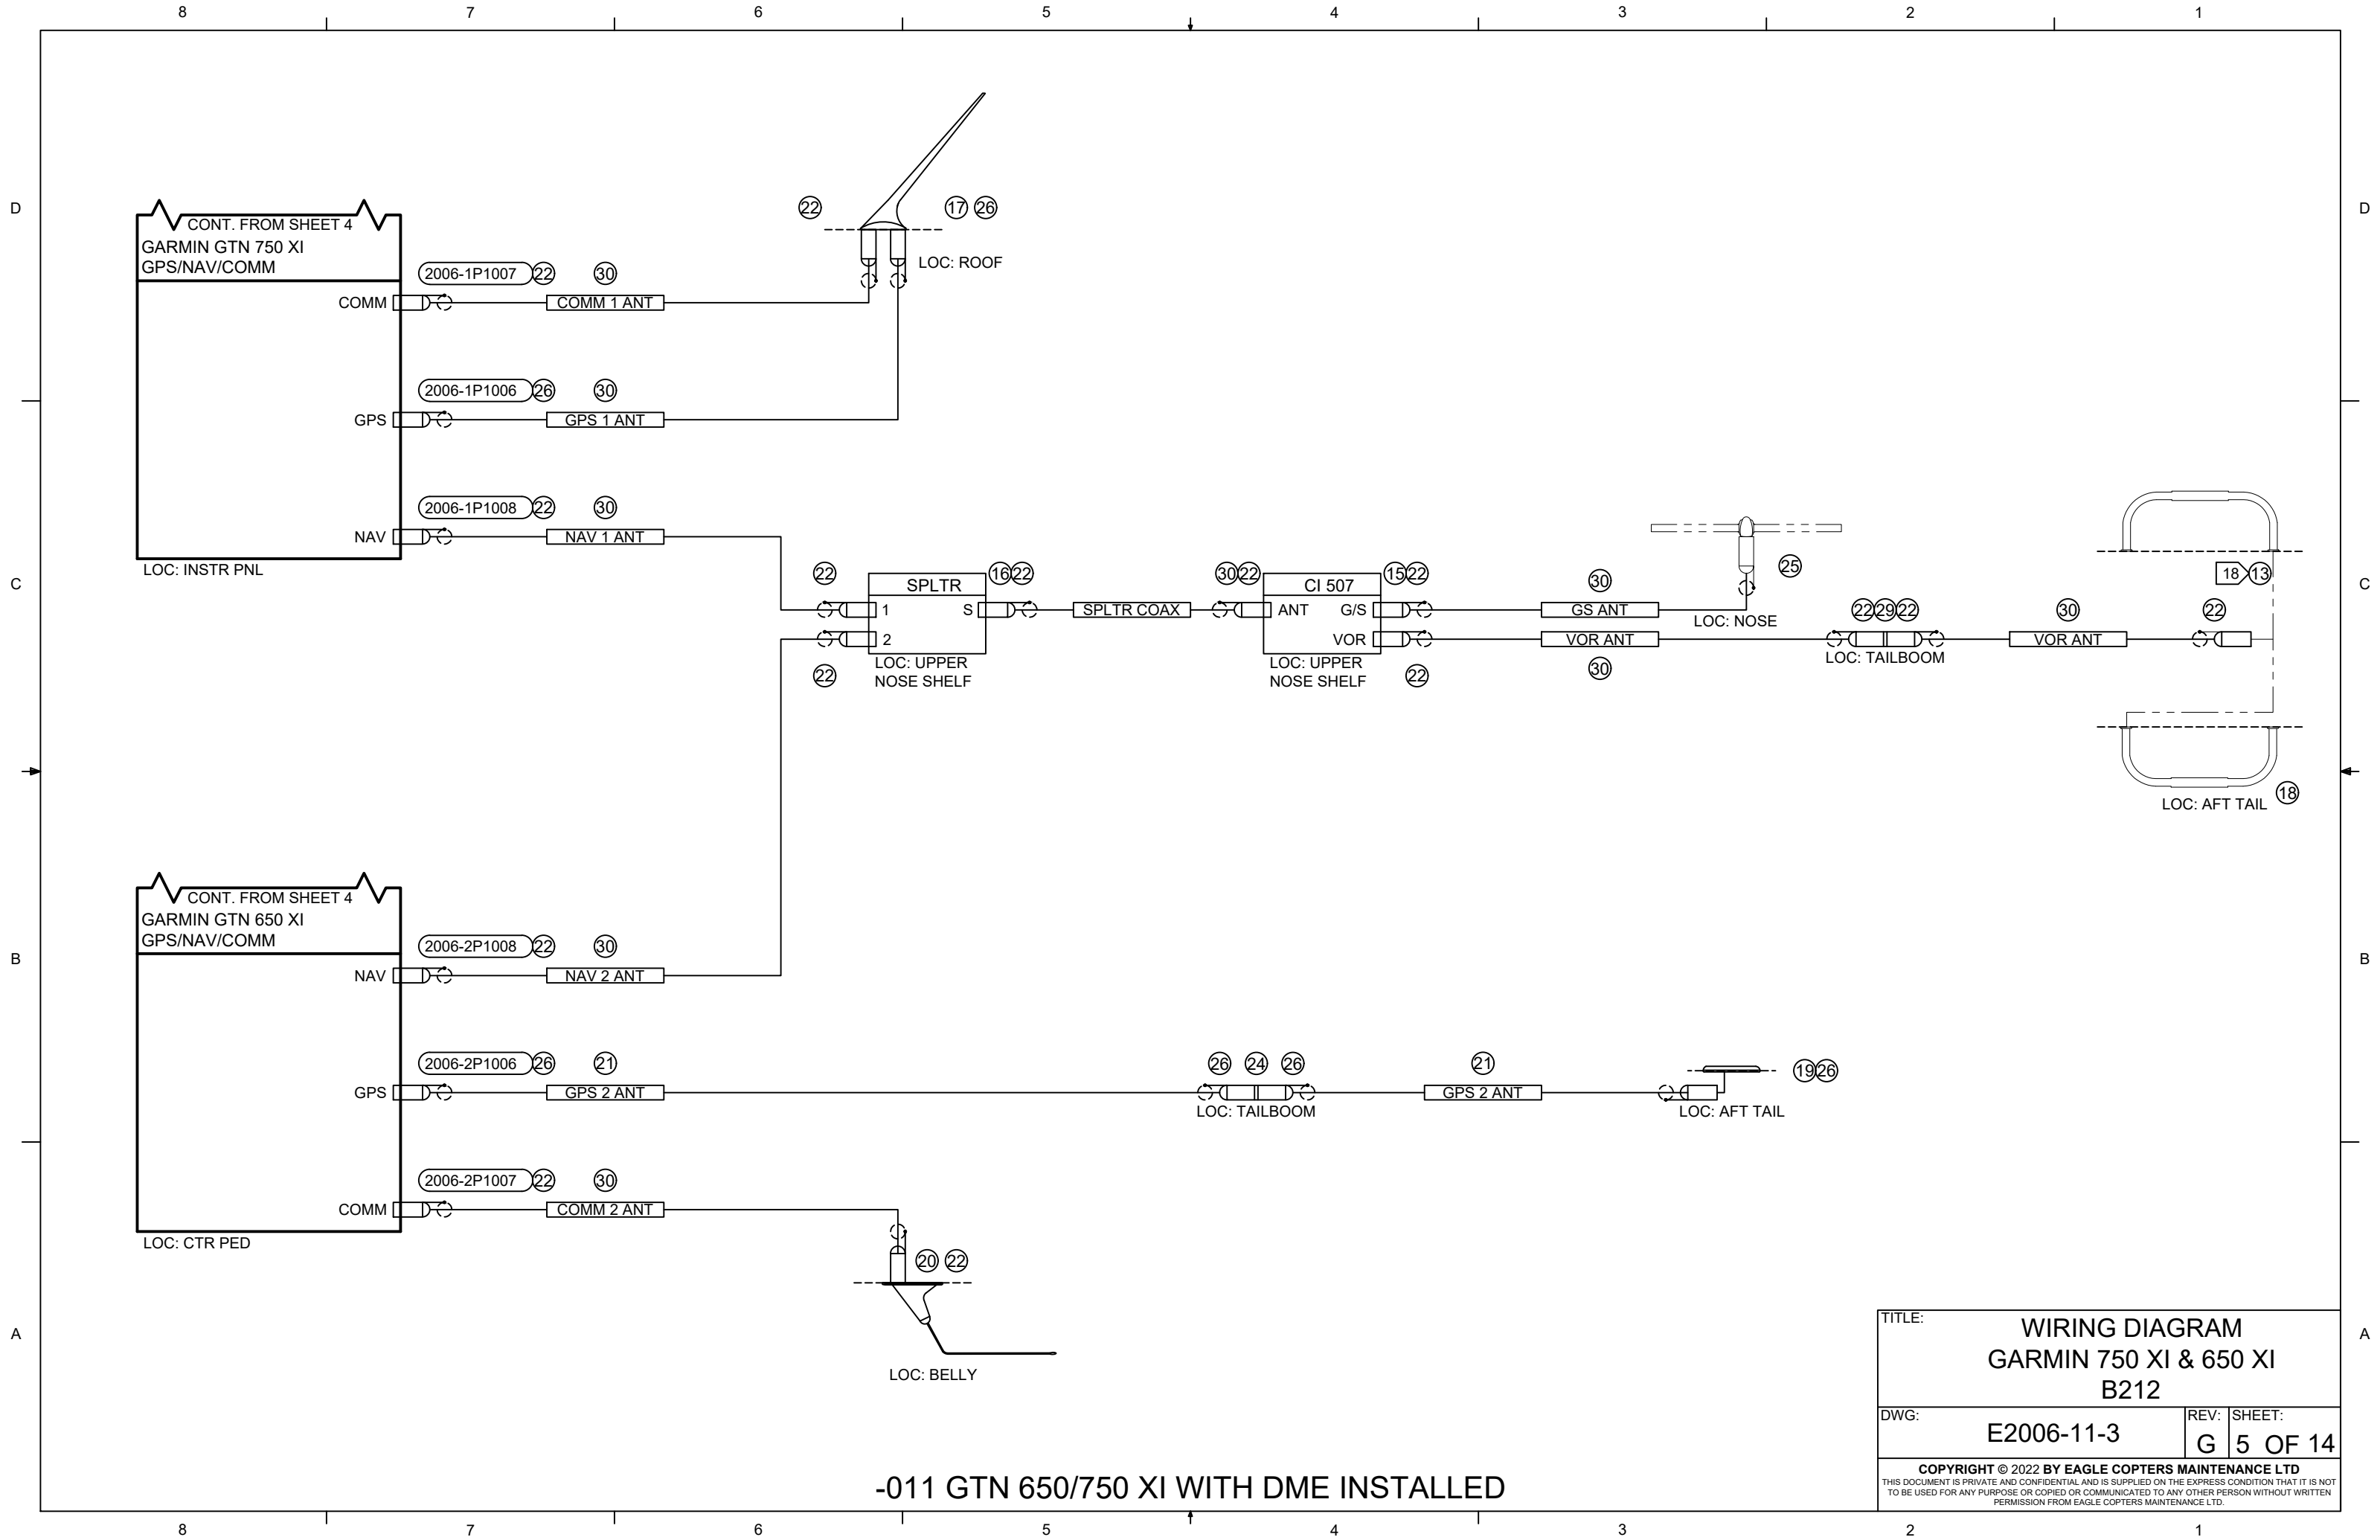 8 7 6 5 4 3 2 1
D
D
CONT. FROM SHEET 4
GARMIN GTN 750 XI
GPS/NAV/COMM
COMM
2006-1P1007 22 30
COMM 1 ANT
22
17 26
LOC: ROOF
GPS
2006-1P1006 26 30
GPS 1 ANT
NAV
2006-1P1008 22 30
NAV 1 ANT
LOC: INSTR PNL
C
C
22
SPLTR
16 22
1 S
2
22
LOC: UPPER
NOSE SHELF
SPLTR COAX
30 22
CI 507
15 22
ANT G/S
VOR
22
LOC: UPPER
NOSE SHELF
30
GS ANT
25
LOC: NOSE
VOR ANT
30
22 29 22
LOC: TAILBOOM
30
VOR ANT
22
18 13
18
LOC: AFT TAIL
CONT. FROM SHEET 4
GARMIN GTN 650 XI
GPS/NAV/COMM
B
B
NAV
2006-2P1008 22 30
NAV 2 ANT
GPS
2006-2P1006 26 21
GPS 2 ANT
26 24 26
LOC: TAILBOOM
21
GPS 2 ANT
19 26
LOC: AFT TAIL
COMM
2006-2P1007 22 30
COMM 2 ANT
LOC: CTR PED
20 22
LOC: BELLY
A
A
TITLE:
WIRING DIAGRAM
GARMIN 750 XI & 650 XI
B212
DWG:
E2006-11-3
REV:
G
SHEET:
5 OF 14
COPYRIGHT © 2022 BY EAGLE COPTERS MAINTENANCE LTD
THIS DOCUMENT IS PRIVATE AND CONFIDENTIAL AND IS SUPPLIED ON THE EXPRESS CONDITION THAT IT IS NOT
TO BE USED FOR ANY PURPOSE OR COPIED OR COMMUNICATED TO ANY OTHER PERSON WITHOUT WRITTEN
PERMISSION FROM EAGLE COPTERS MAINTENANCE LTD.
-011 GTN 650/750 XI WITH DME INSTALLED
8 7 6 5 4 3 2 1